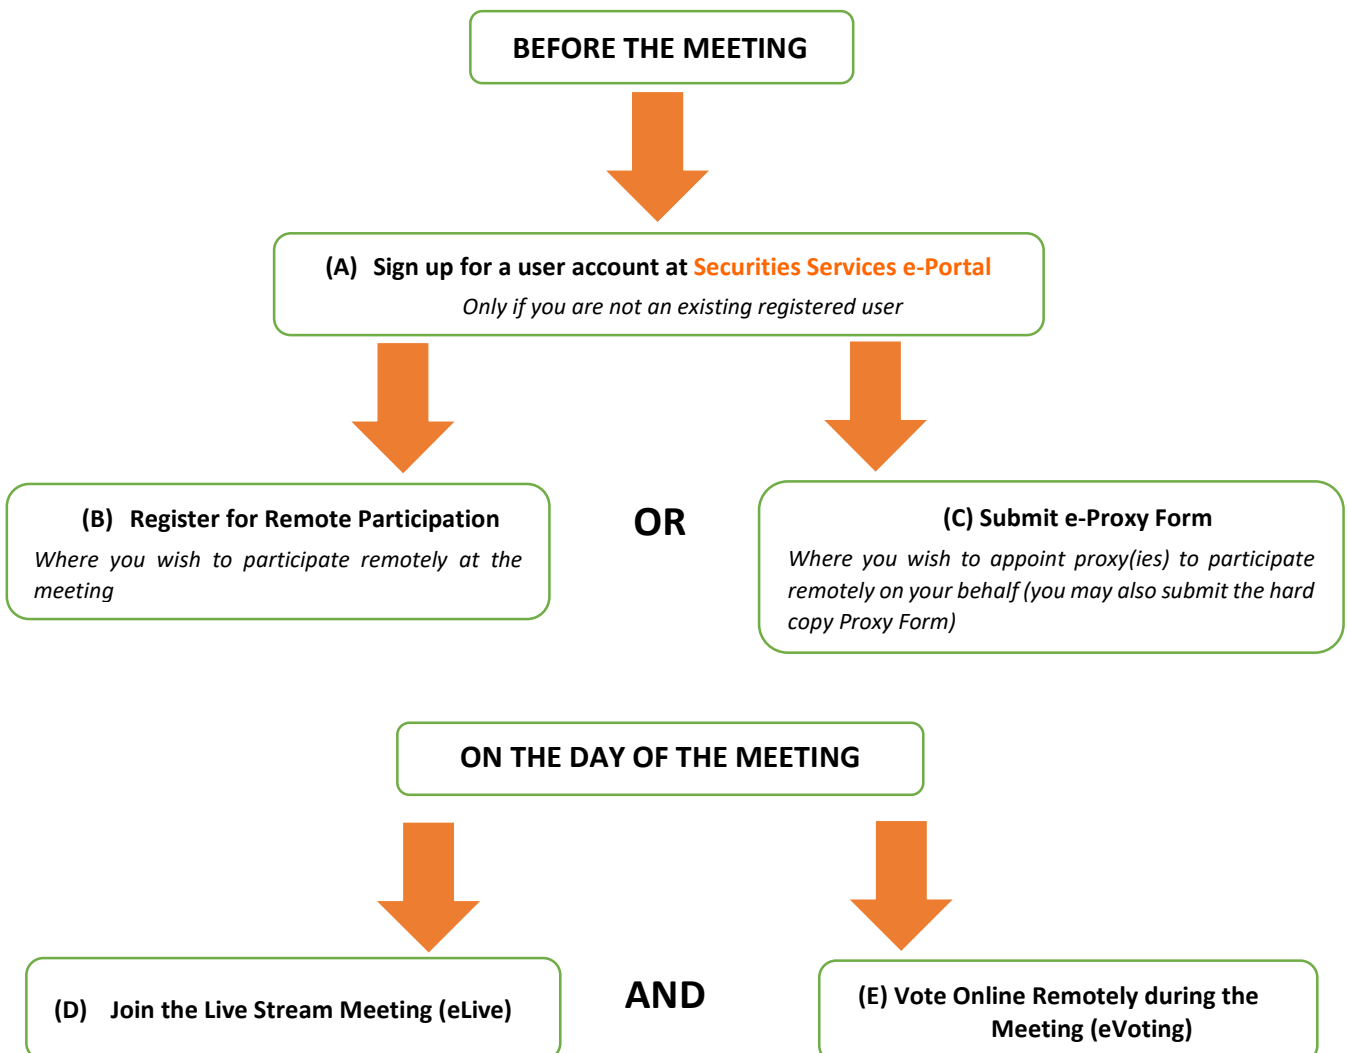 BEFORE THE MEETING
(A) Sign up for a user account at Securities Services e-Portal
Only if you are not an existing registered user
(B) Register for Remote Participation
Where you wish to participate remotely at the
meeting
OR
(C) Submit e-Proxy Form
Where you wish to appoint proxy(ies) to participate
remotely on your behalf (you may also submit the hard
copy Proxy Form)
ON THE DAY OF THE MEETING
(D) Join the Live Stream Meeting (eLive)
AND
(E) Vote Online Remotely during the
Meeting (eVoting)